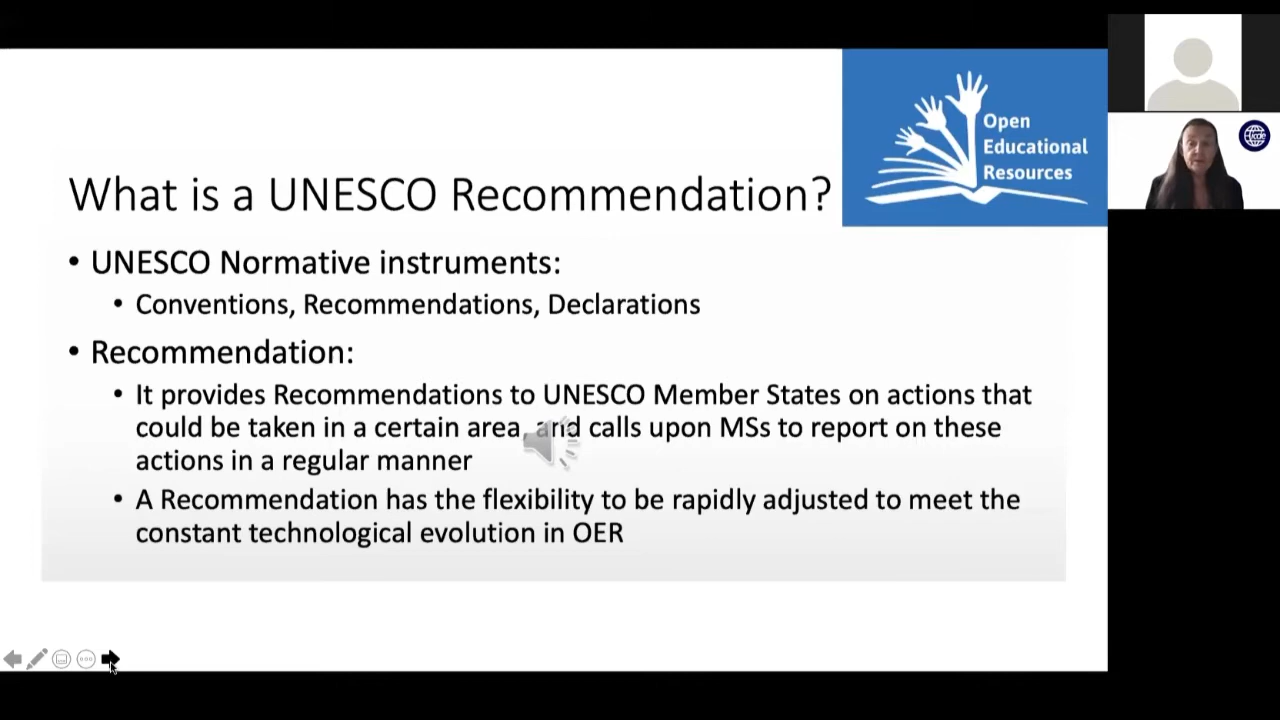 What is a UNESCO Recommendation?
Open
Educational
Resources
• UNESCO Normative instruments:
• Conventions, Recommendations, Declarations
• Recommendation:
• It provides Recommendations to UNESCO Member States on actions that
could be taken in a certain area and calls upon MSs to report on these
actions in a regular manner
• A Recommendation has the flexibility to be rapidly adjusted to meet the
constant technological evolution in OER
icde